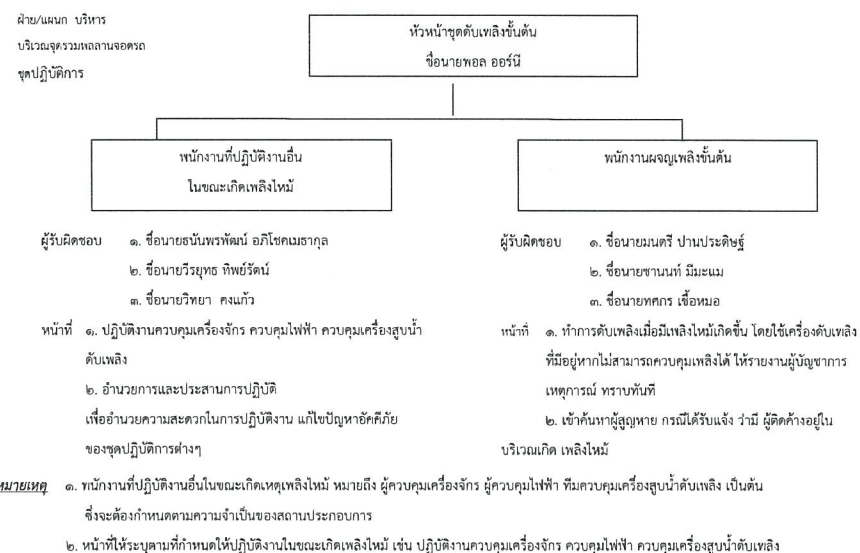 ฝ่าย/แผนก บริหาร
บริเวณจุดรวมพลลานจอดรถ
ชุดปฏิบัติการ
หัวหน้าชุดดับเพลิงขั้นต้น
ชื่อนายพอล ออร์นี
พนักงานที่ปฏิบัติงานอื่น
ในขณะเกิดเพลิงไหม้
พนักงานผจญเพลิงขั้นต้น
ผู้รับผิดชอบ ๑. ชื่อนายธนันพรพัฒน์ อภิโชคเมธากุล
๒. ชื่อนายวีรยุทธ ทิพย์รัตน์
๓. ชื่อนายวิทยา คงแก้ว
หน้าที่ ๑. ปฏิบัติงานควบคุมเครื่องจักร ควบคุมไฟฟ้า ควบคุมเครื่องสูบน้ำ
ดับเพลิง
๒. อำนวยการและประสานการปฏิบัติ
เพื่ออำนวยความสะดวกในการปฏิบัติงาน แก้ไขปัญหาอัคคีภัย
ของชุดปฏิบัติการต่างๆ
ผู้รับผิดชอบ ๑. ชื่อนายมนตรี ปานประดิษฐ์
๒. ชื่อนายชานนท์ มีมะแม
๓. ชื่อนายทศกร เชื้อหมอ
หน้าที่ ๑. ทำการดับเพลิงเมื่อมีเพลิงไหม้เกิดขึ้น โดยใช้เครื่องดับเพลิง
ที่มีอยู่หากไม่สามารถควบคุมเพลิงได้ ให้รายงานผู้บัญชาการ
เหตุการณ์ ทราบทันที
๒. เข้าค้นหาผู้สูญหาย กรณีได้รับแจ้ง ว่ามี ผู้ติดค้างอยู่ใน
บริเวณเกิด เพลิงไหม้
หมายเหตุ ๑. พนักงานที่ปฏิบัติงานอื่นในขณะเกิดเหตุเพลิงไหม้ หมายถึง ผู้ควบคุมเครื่องจักร ผู้ควบคุมไฟฟ้า ทีมควบคุมเครื่องสูบน้ำดับเพลิง เป็นต้น
ซึ่งจะต้องกำหนดตามความจำเป็นของสถานประกอบการ
๒. หน้าที่ให้ระบุตามที่กำหนดให้ปฏิบัติงานในขณะเกิดเพลิงไหม้ เช่น ปฏิบัติงานควบคุมเครื่องจักร ควบคุมไฟฟ้า ควบคุมเครื่องสูบน้ำดับเพลิง